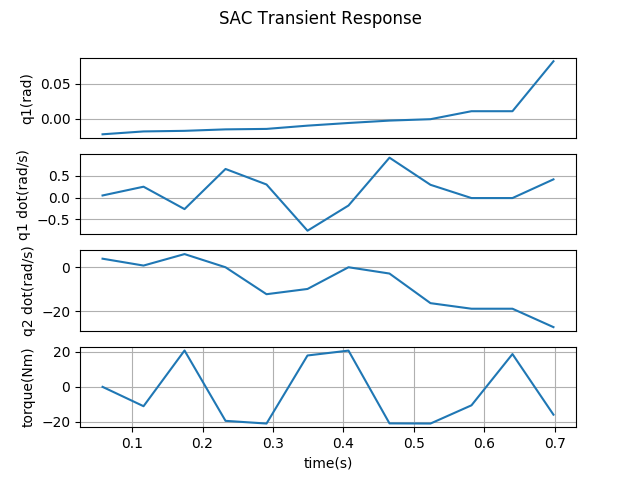 SAC Transient Response
q1(rad)
0.05
0.00
q1 dot(rad/s)
0.5
0.0
−0.5
q2 dot(rad/s)
0
−20
torque(Nm)
20
0
−20
0.1 0.2 0.3 0.4 0.5 0.6 0.7
time(s)